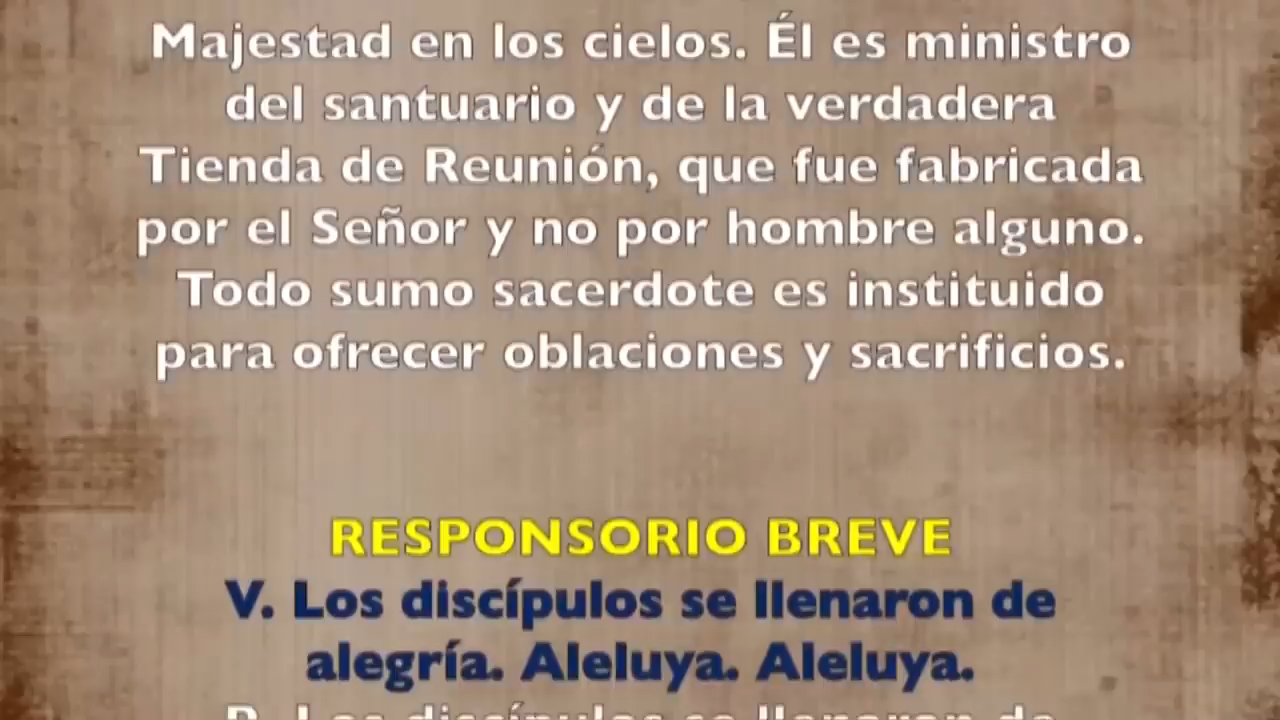 Majestad en los cielos. Él es ministro
del santuario y de la verdadera
Tienda de Reunión, que fue fabricada
por el Señor y no por hombre alguno.
Todo sumo sacerdote es instituido
para ofrecer oblaciones y sacrificios.
RESPONSORIO BREVE
V. Los discípulos se llenaron de
alegría. Aleluya. Aleluya.
R. Los discípulos se llenaron de